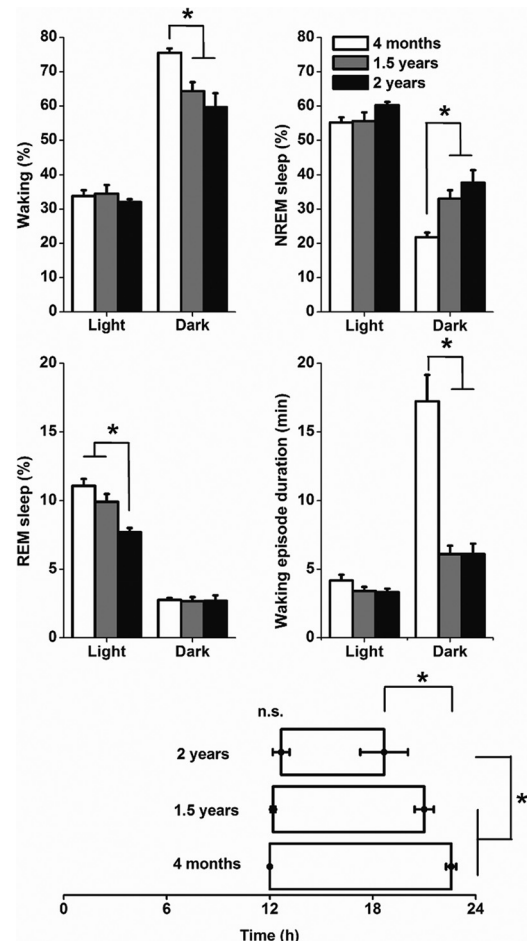 *
80
70
60
50
40
30
20
10
0
Waking (%)
Light
Dark
4 months
1.5 years
2 years
80
70
60
50
40
30
20
10
0
NREM sleep (%)
*
Light
Dark
20
15
10
5
0
REM sleep (%)
*
Light
Dark
20
15
10
5
0
Waking episode duration (min)
*
Light
Dark
*
n.s.
2 years
1.5 years
4 months
*
0 6 12 18 24
Time (h)